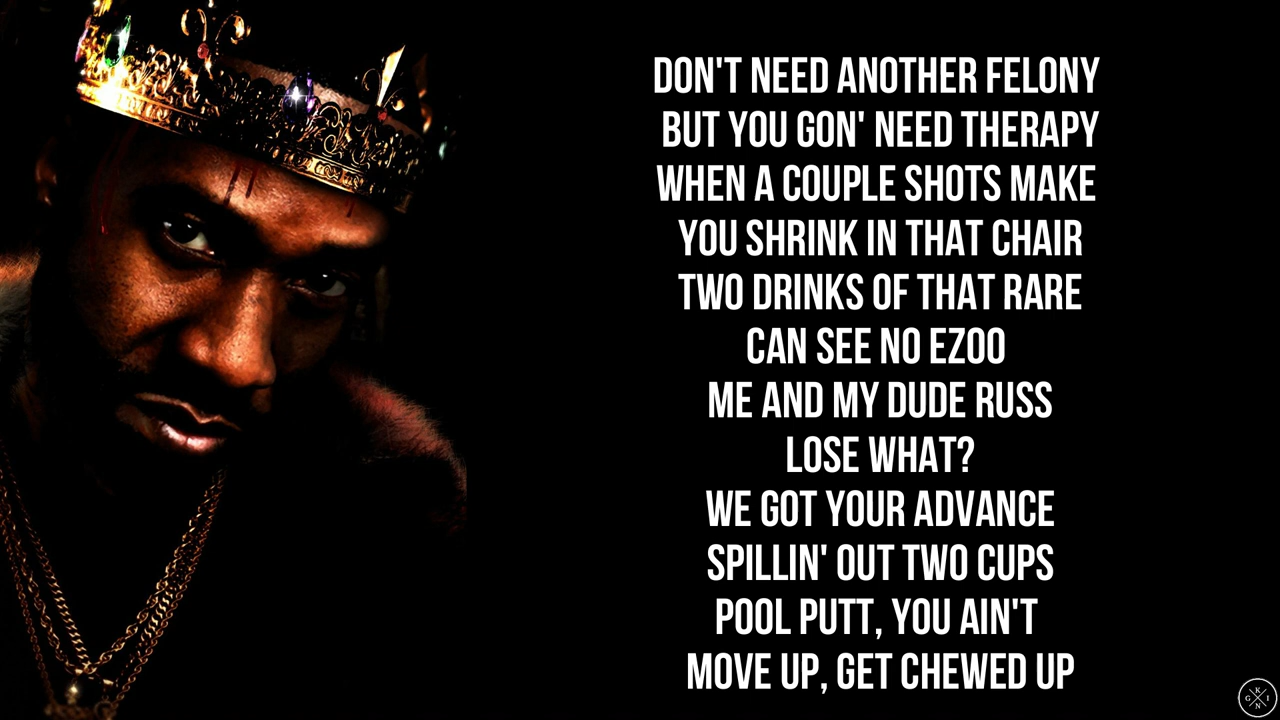 DON'T NEED ANOTHER FELONY
BUT YOU GON' NEED THERAPY
WHEN A COUPLE SHOTS MAKE
YOU SHRINK IN THAT CHAIR
TWO DRINKS OF THAT RARE
CAN SEE NO EZOO
ME AND MY DUDE RUSS
LOSE WHAT?
WE GOT YOUR ADVANCE
SPILLIN' OUT TWO CUPS
POOL PUTT, YOU AIN'T
MOVE UP, GET CHEWED UP
K
G I
N